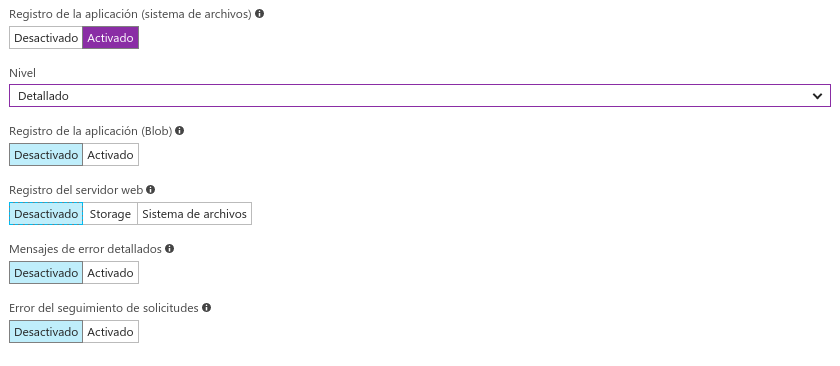 Registro de la aplicación (sistema de archivos)
Desactivado Activado
Nivel
Detallado
Registro de la aplicación (Blob)
Desactivado Activado
Registro del servidor web
Desactivado Storage Sistema de archivos
Mensajes de error detallados
Desactivado Activado
Error del seguimiento de solicitudes
Desactivado Activado